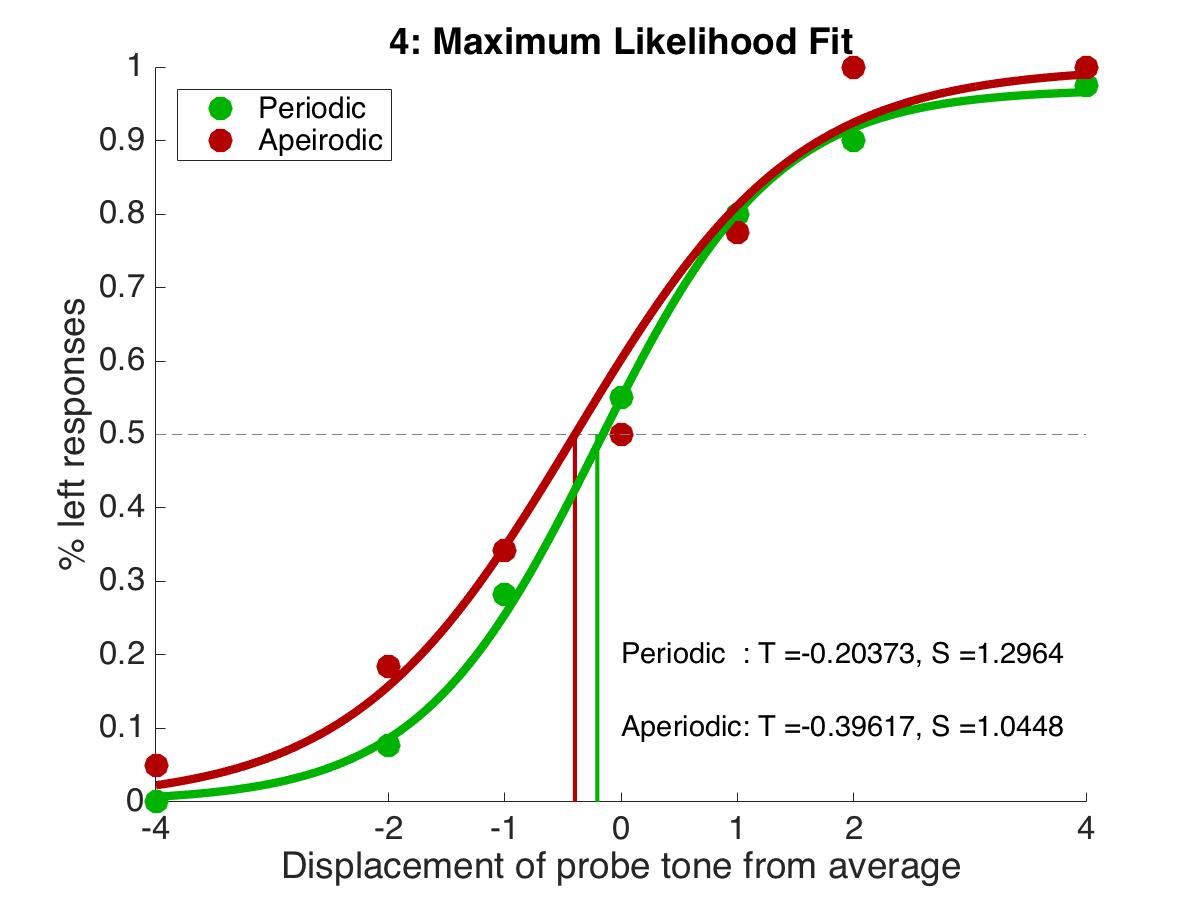 4: Maximum Likelihood Fit
Periodic
Apeirodic
1
0.9
0.8
0.7
0.6
0.5
0.4
0.3
0.2
0.1
0
% left responses
Periodic : T =-0.20373, S =1.2964
Aperiodic: T =-0.39617, S =1.0448
-4 -2 -1 0 1 2 4
Displacement of probe tone from average